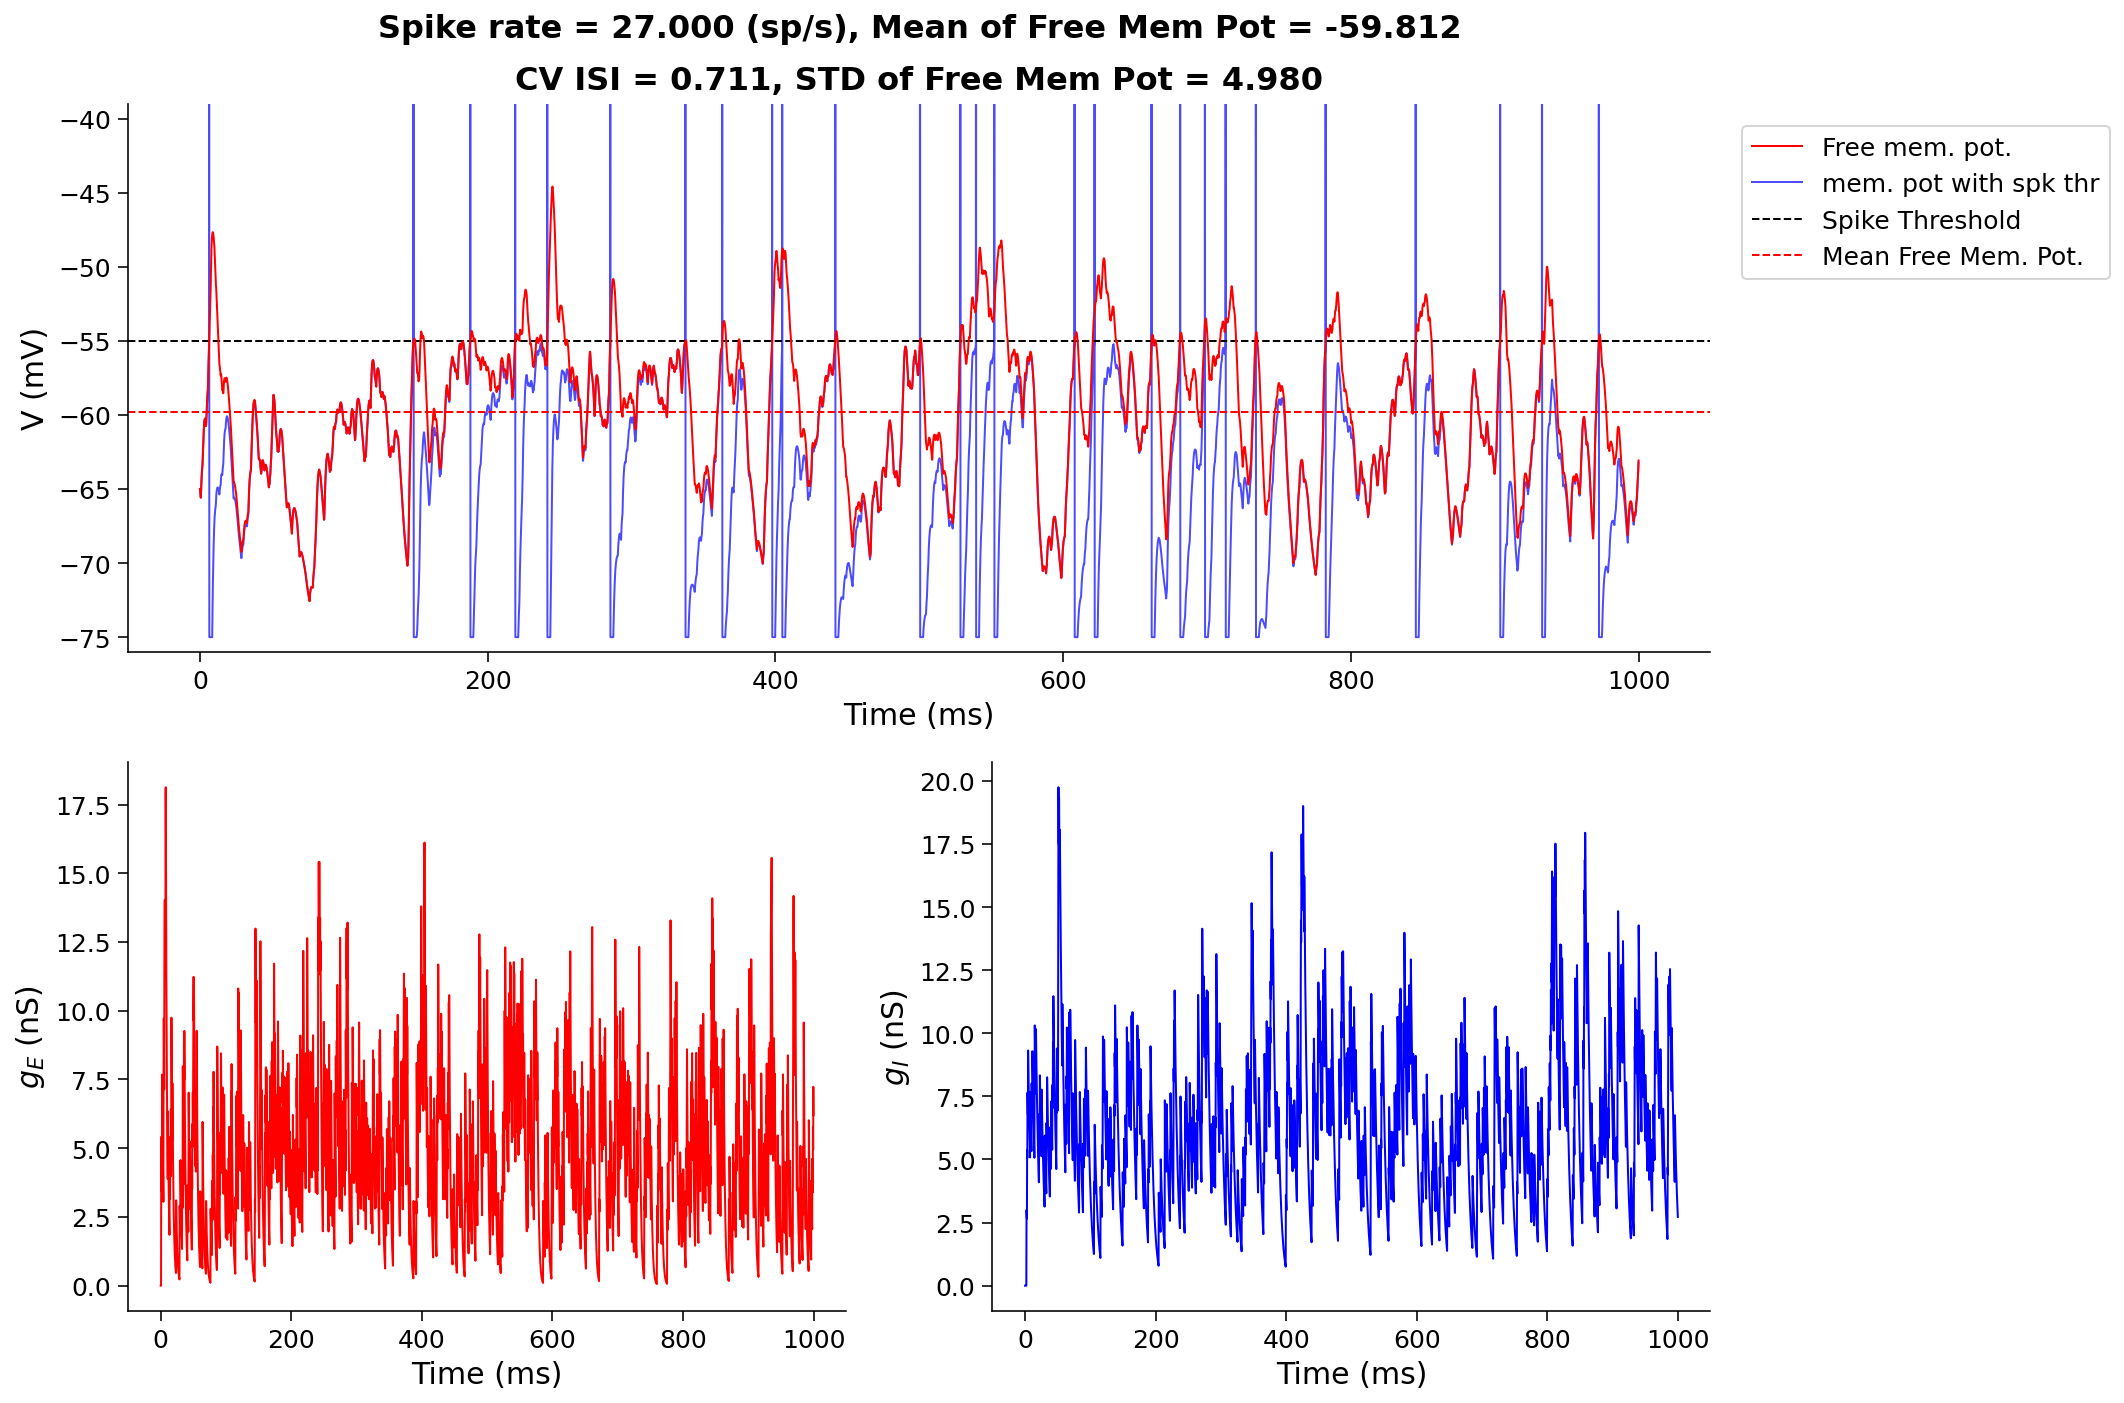 Spike rate = 27.000 (sp/s), Mean of Free Mem Pot = -59.812
CV ISI = 0.711, STD of Free Mem Pot = 4.980
−40
−45
−50
−55
−60
−65
−70
−75
V (mV)
0 200 400 600 800 1000
Time (ms)
Free mem. pot.
mem. pot with spk thr
Spike Threshold
Mean Free Mem. Pot.
17.5
15.0
12.5
10.0
7.5
5.0
2.5
0.0
g_E (nS)
0 200 400 600 800 1000
Time (ms)
20.0
17.5
15.0
12.5
10.0
7.5
5.0
2.5
0.0
g_I (nS)
0 200 400 600 800 1000
Time (ms)